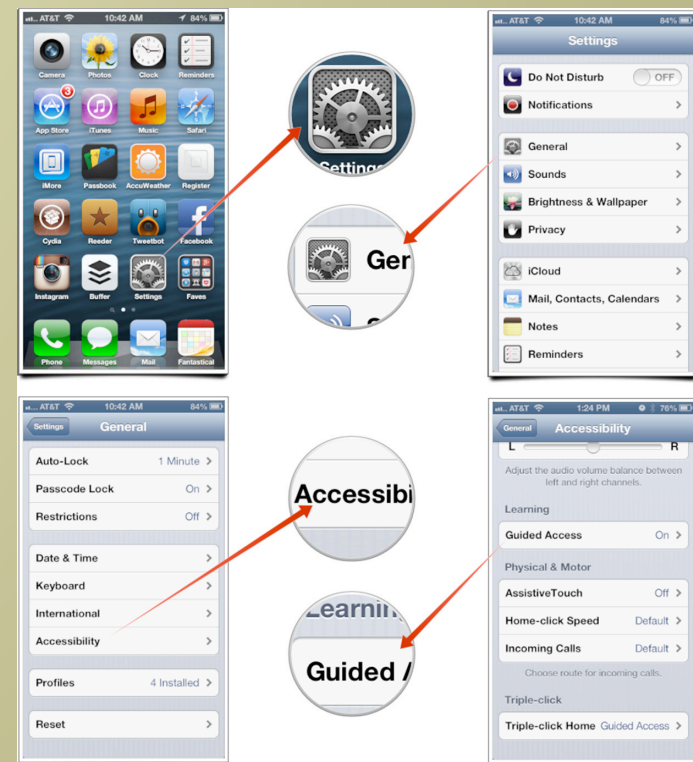 AT&T 10:42 AM 84%
Camera Photos Clock Reminders
3
App Store iTunes Music Safari
iMore Passbook AccuWeather Register
Cydia Reeder Tweetbot Facebook
Instagram Buffer Settings Faves
Phone Messages Mail Fantastical
Settings
Ger
AT&T 10:42 AM 84%
Settings
Do Not Disturb OFF
Notifications
General
Sounds
Brightness & Wallpaper
Privacy
iCloud
Mail, Contacts, Calendars
Notes
Reminders
AT&T 10:42 AM 84%
Settings General
Auto-Lock 1 Minute
Passcode Lock On
Restrictions Off
Date & Time
Keyboard
International
Accessibility
Profiles 4 Installed
Reset
Accessibi
Learnin
Guided A
AT&T 1:24 PM 76%
General Accessibility
L R
Adjust the audio volume balance between
left and right channels.
Learning
Guided Access On
Physical & Motor
AssistiveTouch Off
Home-click Speed Default
Incoming Calls Default
Choose route for incoming calls.
Triple-click
Triple-click Home Guided Access